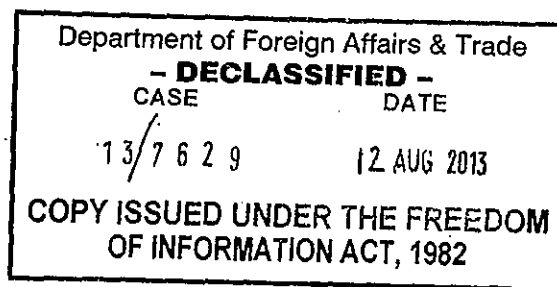 Department of Foreign Affairs & Trade
– DECLASSIFIED –
CASE DATE
13/7629 12 AUG 2013
COPY ISSUED UNDER THE FREEDOM
OF INFORMATION ACT, 1982